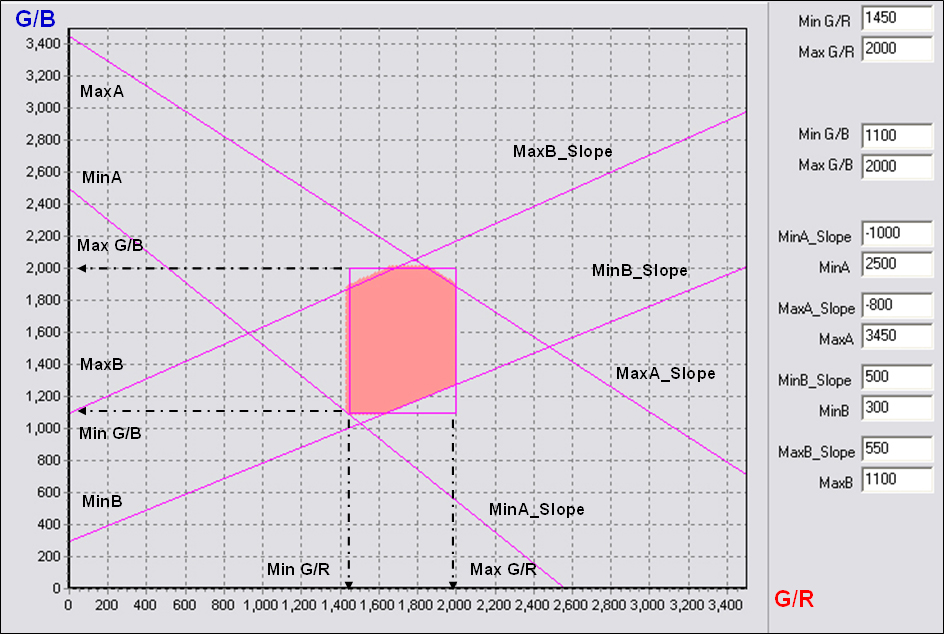 G/B
3,400
3,200
3,000
2,800
2,600
2,400
2,200
2,000
1,800
1,600
1,400
1,200
1,000
800
600
400
200
0
MaxA
MinA
Max G/B
MaxB
Min G/B
MinB
MaxB_Slope
MinB_Slope
MaxA_Slope
MinA_Slope
Min G/R
Max G/R
0 200 400 600 800 1,000 1,200 1,400 1,600 1,800 2,000 2,200 2,400 2,600 2,800 3,000 3,200 3,400
G/R
Min G/R 1450
Max G/R 2000
Min G/B 1100
Max G/B 2000
MinA_Slope -1000
MinA 2500
MaxA_Slope -800
MaxA 3450
MinB_Slope 500
MinB 300
MaxB_Slope 550
MaxB 1100